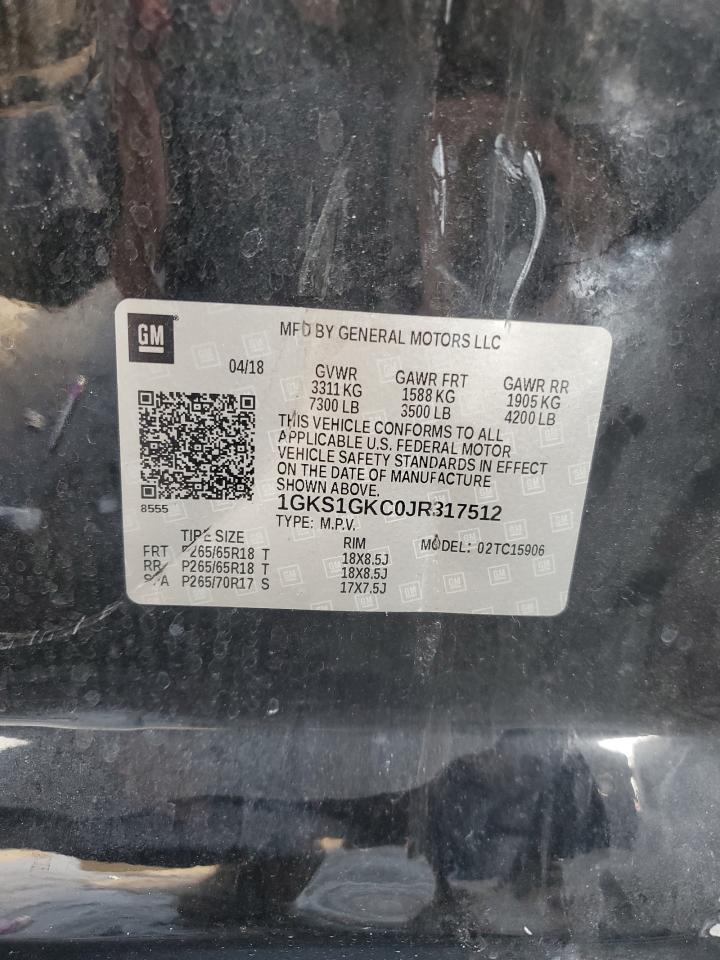 GM
MFD BY GENERAL MOTORS LLC
04/18 GVWR GAWR FRT GAWR RR
3311 KG 1588 KG 1905 KG
7300 LB 3500 LB 4200 LB
THIS VEHICLE CONFORMS TO ALL
APPLICABLE U.S. FEDERAL MOTOR
VEHICLE SAFETY STANDARDS IN EFFECT
ON THE DATE OF MANUFACTURE
SHOWN ABOVE.
8555
1GKS1GKC0JR317512
TYPE: M.P.V. MODEL: 02TC15906
TIRE SIZE RIM
FRT P265/65R18 T 18X8.5J
RR P265/65R18 T 18X8.5J
SPA P265/70R17 S 17X7.5J